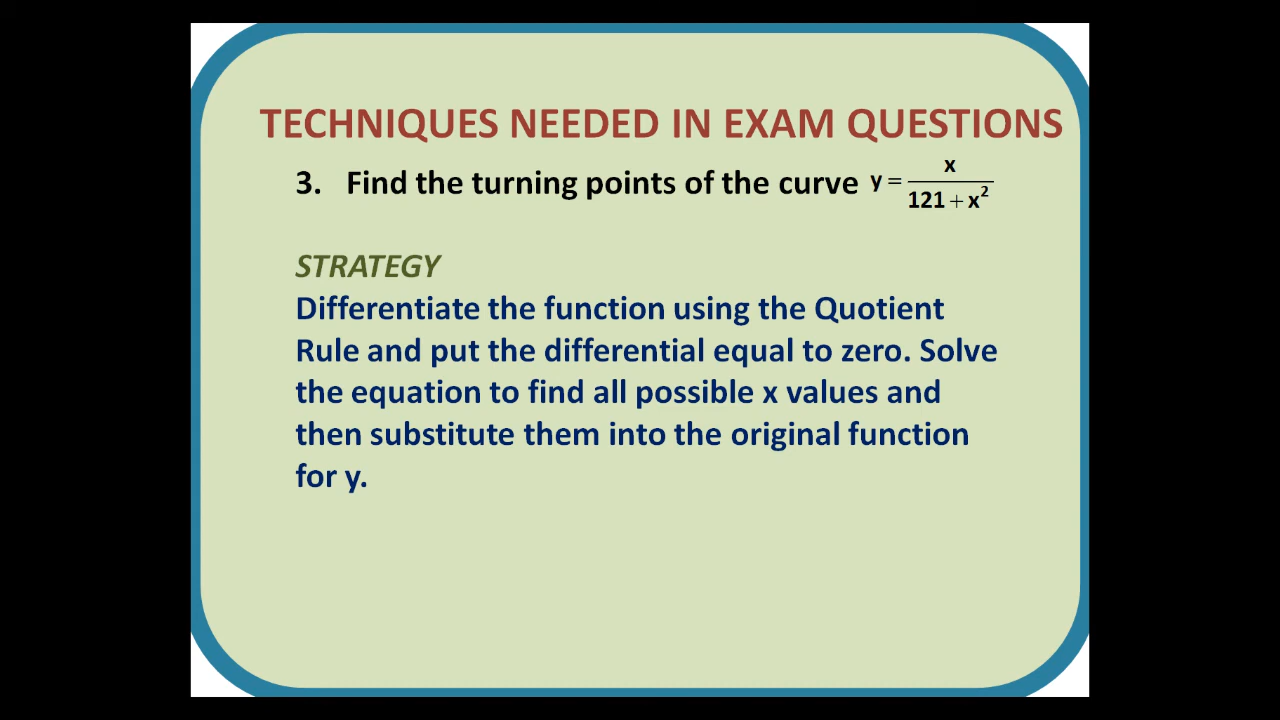 TECHNIQUES NEEDED IN EXAM QUESTIONS
3. Find the turning points of the curve y = x / (121 + x²)
STRATEGY
Differentiate the function using the Quotient
Rule and put the differential equal to zero. Solve
the equation to find all possible x values and
then substitute them into the original function
for y.